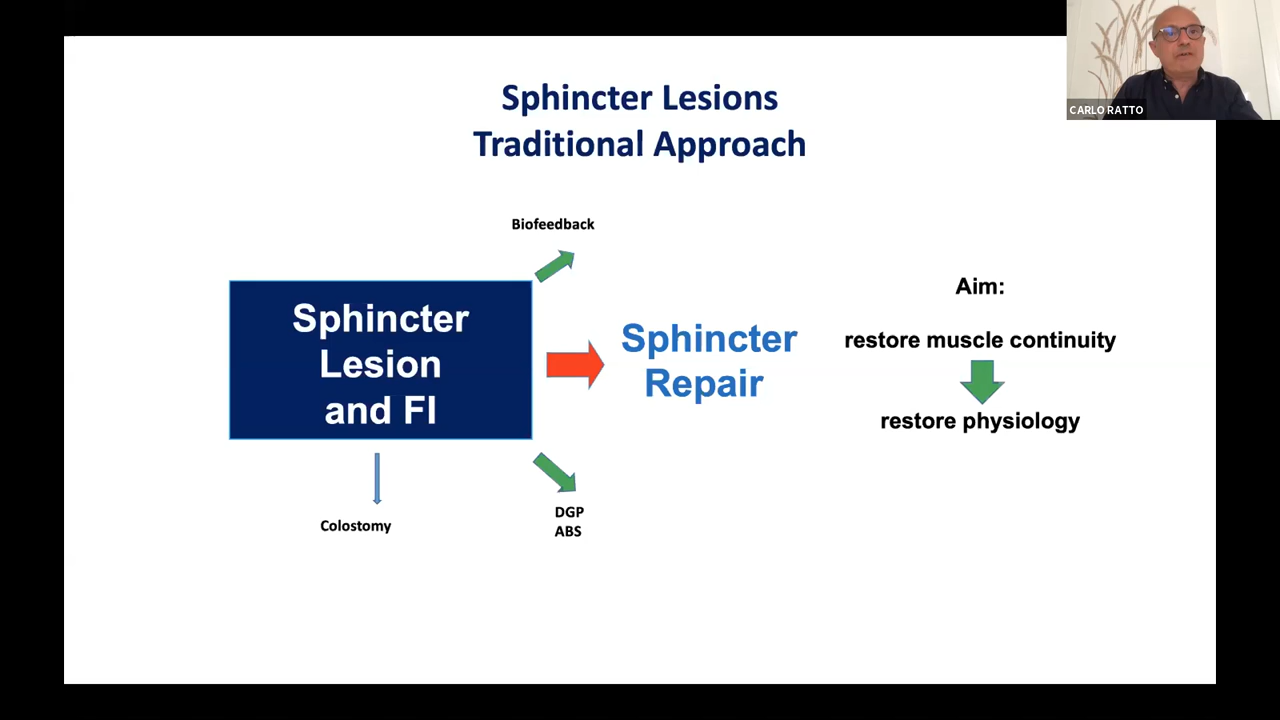 CARLO RATTO
Sphincter Lesions
Traditional Approach
Biofeedback
Sphincter
Lesion
and FI
Sphincter
Repair
Aim:
restore muscle continuity
restore physiology
Colostomy
DGP
ABS